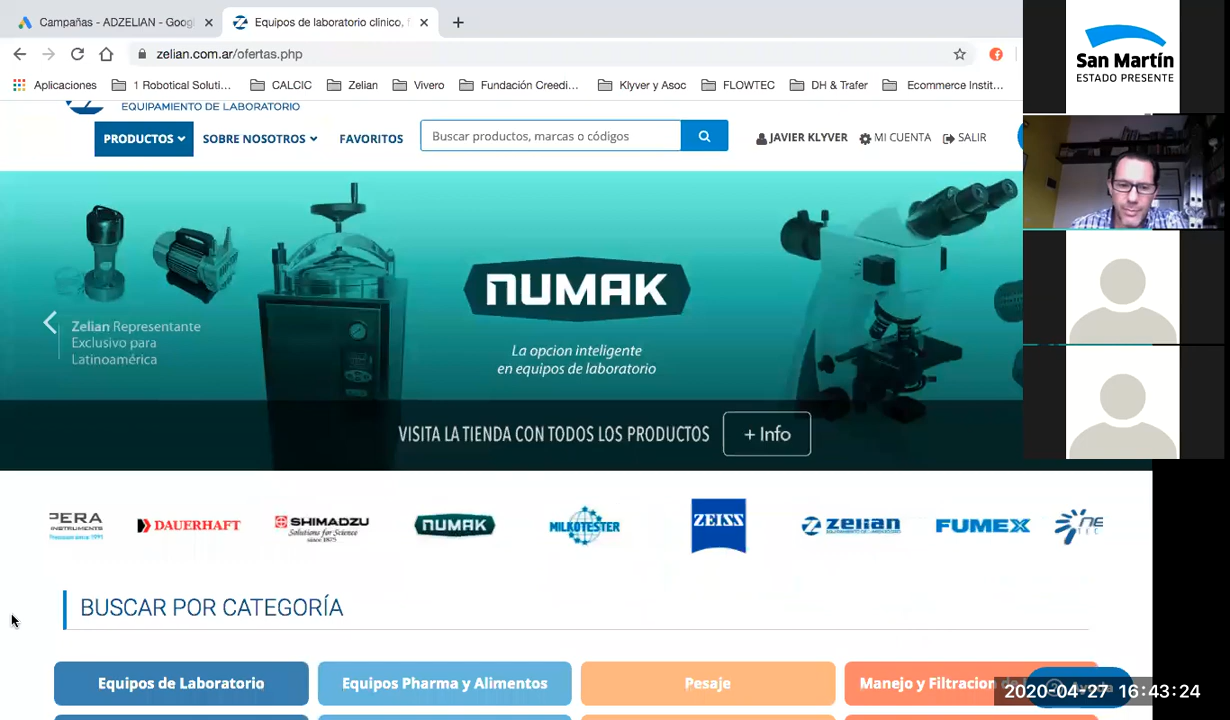 Campañas - ADZELIAN - Goog
Equipos de laboratorio clínico, f
zelian.com.ar/ofertas.php
Aplicaciones
1 Robotical Soluti...
CALCIC
Zelian
Vivero
Fundación Creedi...
Klyver y Asoc
FLOWTEC
DH & Trafer
Ecommerce Instit...
San Martín
ESTADO PRESENTE
EQUIPAMIENTO DE LABORATORIO
PRODUCTOS
SOBRE NOSOTROS
FAVORITOS
Buscar productos, marcas o códigos
JAVIER KLYVER
MI CUENTA
SALIR
NUMAK
Zelian Representante
Exclusivo para
Latinoamérica
La opcion inteligente
en equipos de laboratorio
VISITA LA TIENDA CON TODOS LOS PRODUCTOS
+ Info
PERA
INSTRUMENTS
DAUERHAFT
SHIMADZU
Solutions for Science
since 1875
NUMAK
MILKOTESTER
ZEISS
zelian
FUMEX
BUSCAR POR CATEGORÍA
Equipos de Laboratorio
Equipos Pharma y Alimentos
Pesaje
Manejo y Filtracion de
2020-04-27 16:43:24